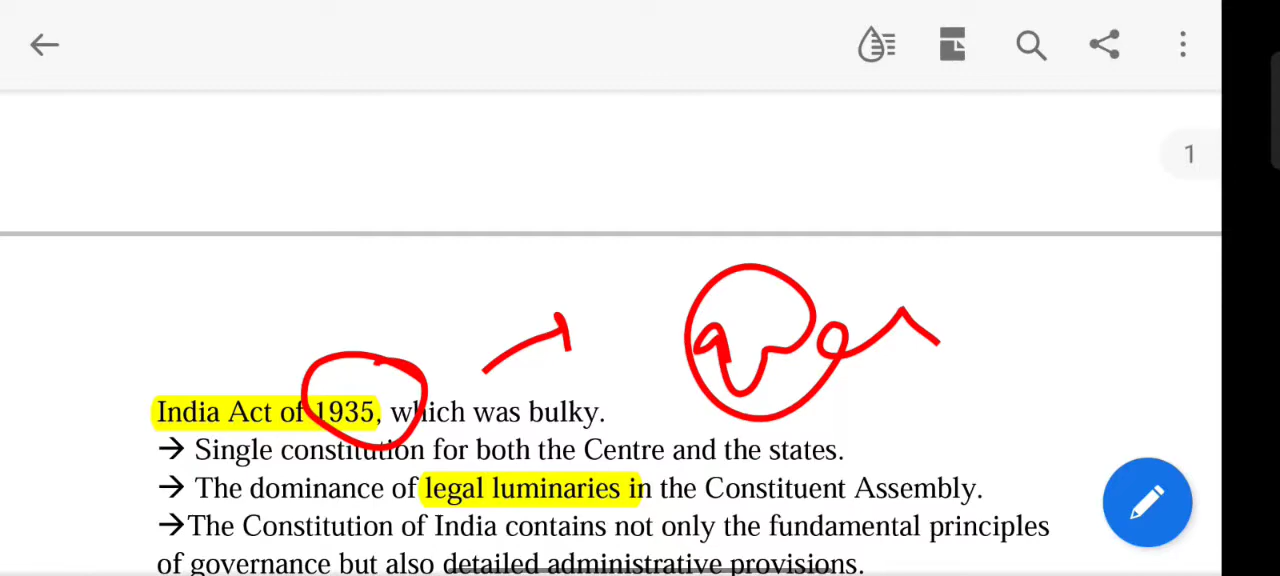 1
India Act of 1935, which was bulky.
→ Single constitution for both the Centre and the states.
→ The dominance of legal luminaries in the Constituent Assembly.
→The Constitution of India contains not only the fundamental principles
of governance but also detailed administrative provisions.